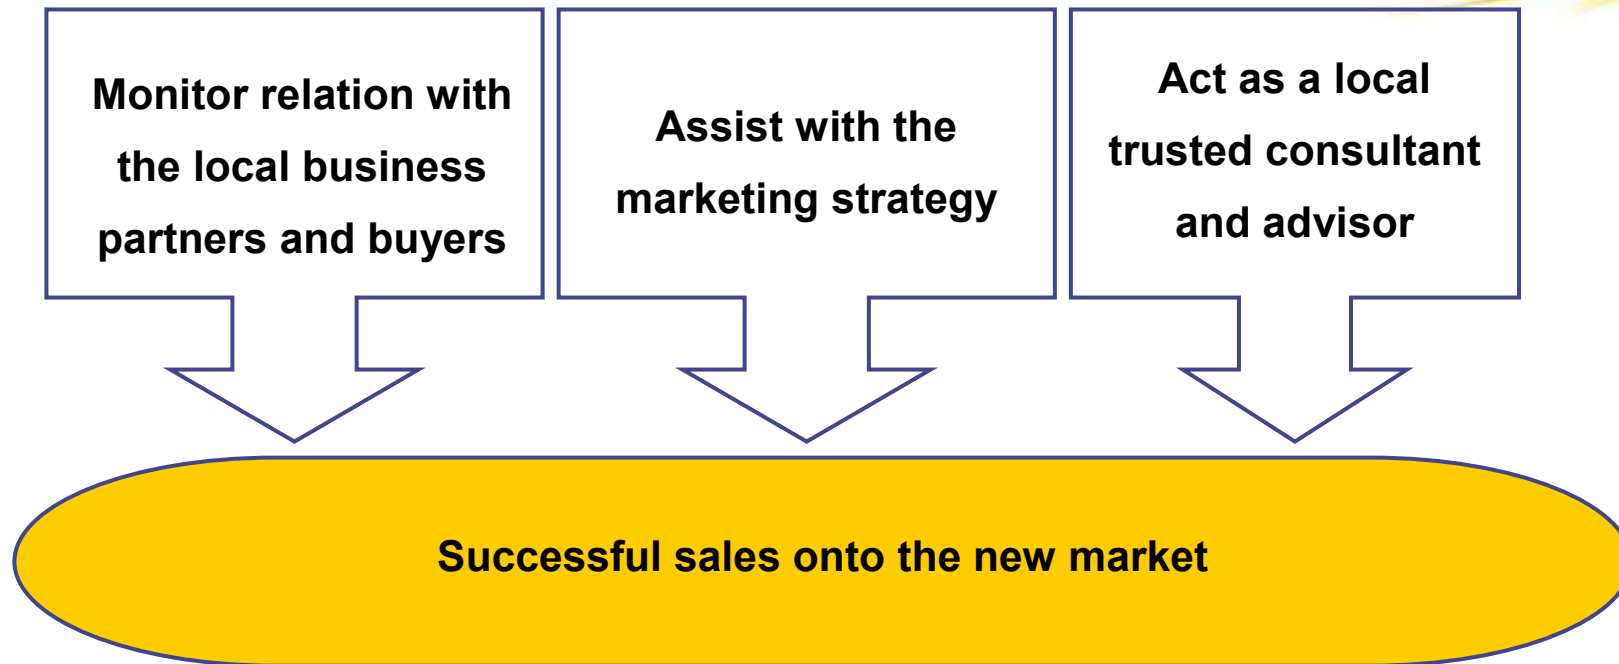 Monitor relation with
the local business
partners and buyers
Assist with the
marketing strategy
Act as a local
trusted consultant
and advisor
Successful sales onto the new market